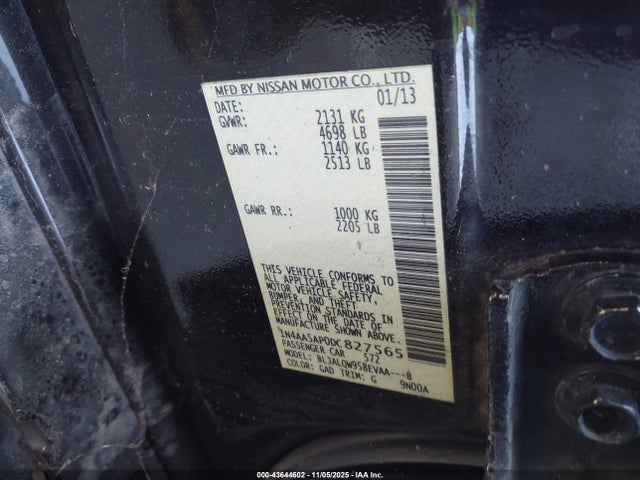 MFD BY NISSAN MOTOR CO., LTD.
DATE: 01/13
GVWR: 2131 KG
4698 LB
GAWR FR.: 1140 KG
2513 LB
GAWR RR.: 1000 KG
2205 LB
THIS VEHICLE CONFORMS TO
ALL APPLICABLE FEDERAL
MOTOR VEHICLE SAFETY,
BUMPER, AND THEFT
PREVENTION STANDARDS IN
EFFECT ON THE DATE OF
MANUFACTURE SHOWN ABOVE.
1N4AA5AP0DC827565
PASSENGER CAR 572
MODEL: BLJALQW958EVAA---B
COLOR: GAD TRIM: G 9N00A
000-43644602 - 11/05/2025 - IAA Inc.